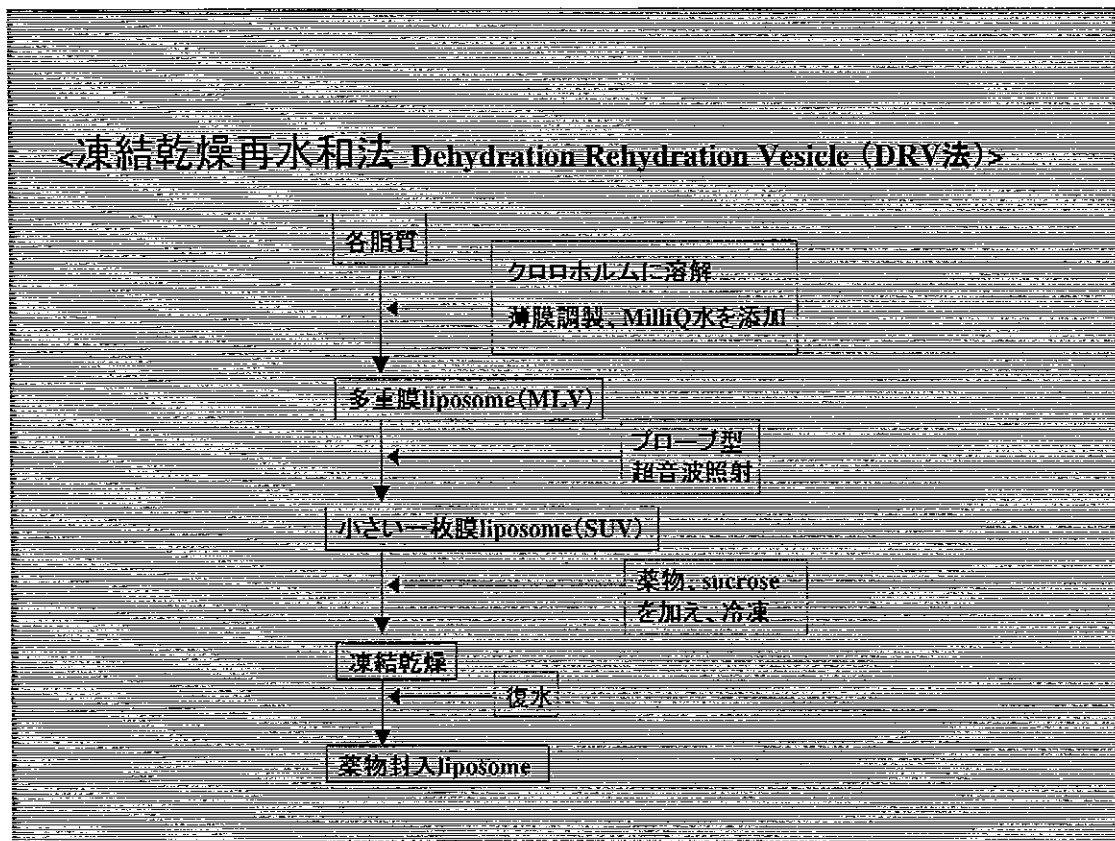 <凍結乾燥再水和法 Dehydration Rehydration Vesicle (DRV法)>
各脂質
クロロホルムに溶解
薄膜調製、MilliQ水を添加
多重膜liposome(MLV)
プローブ型
超音波照射
小さい一枚膜liposome(SUV)
薬物、sucrose
を加え、冷凍
凍結乾燥
復水
薬物封入liposome